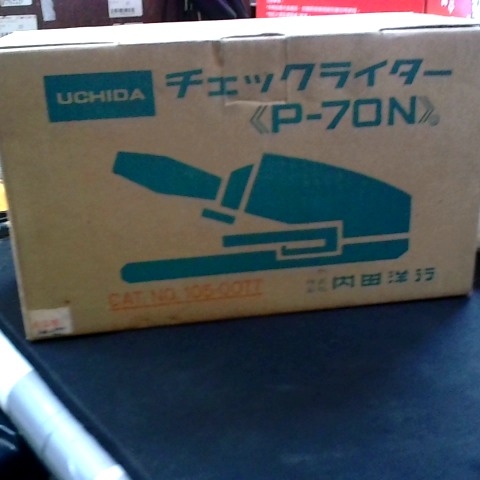 UCHIDA
チェックライター
《P-70N》
CAT. NO. 105-0077
内田洋行